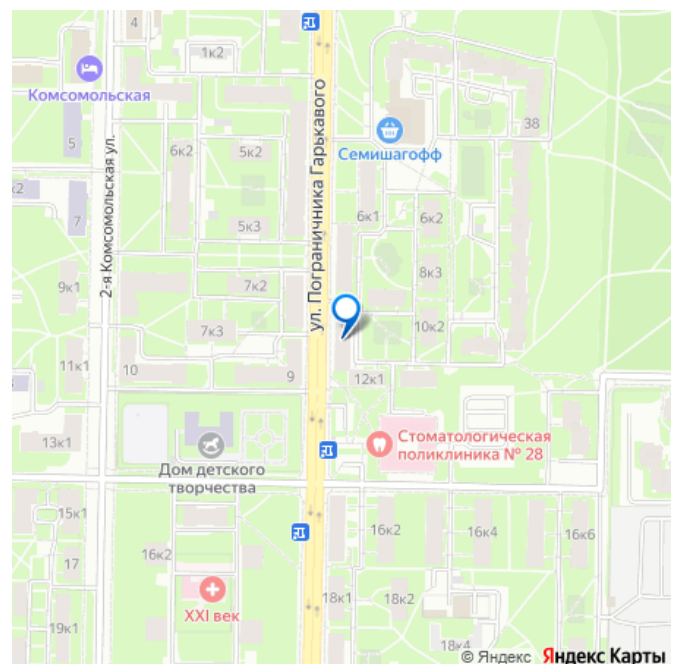 4
1к2
Комсомольская
38
5
6к2
5к2
Семишагофф
к2
7
5к3
6к1
6к2
2-я Комсомольская ул.
ул. Пограничника Гарькавого
8к3
9к1
7к2
7к3
10к2
11к1
10
9
12к1
13к1
Стоматологическая
поликлиника № 28
Дом детского
творчества
15к1
16к2
16к4
16к6
16к2
17
XXI век
18к1
18к2
19к1
18к4
© Яндекс Яндекс Карты